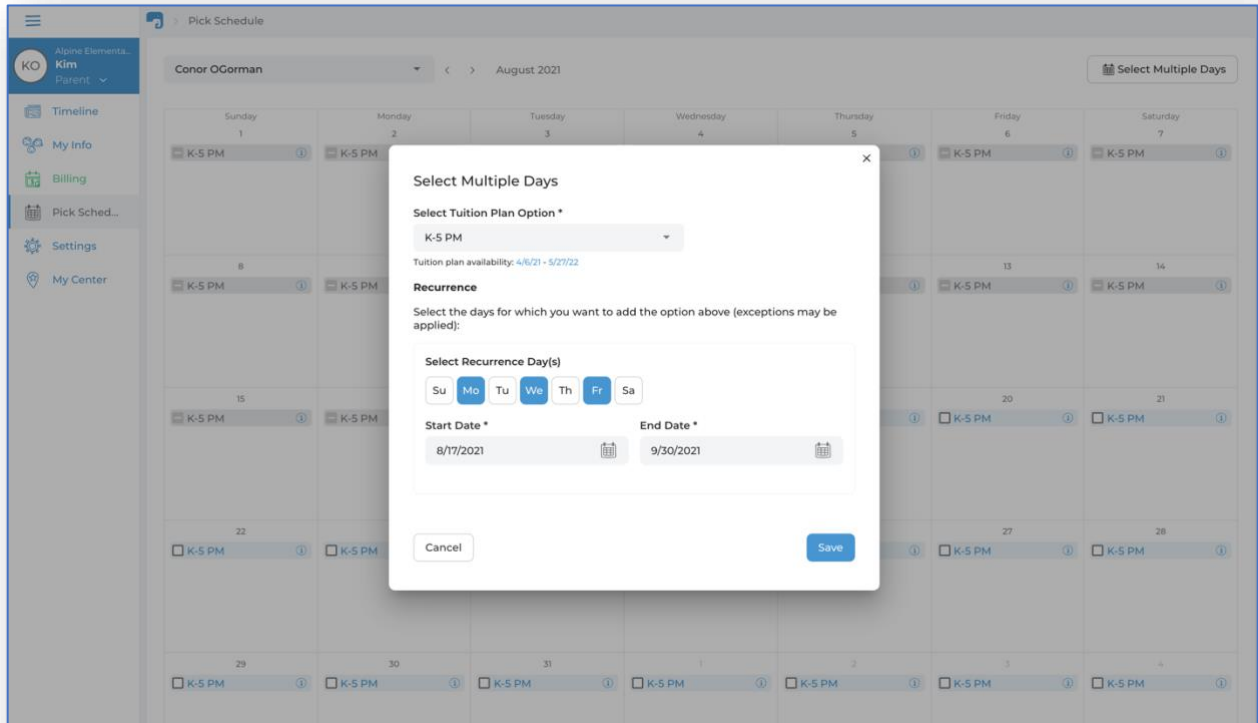 Pick Schedule
Alpine Elementa...
KO Kim
Parent
Conor OGorman August 2021 Select Multiple Days
Timeline
My Info
Billing
Pick Sched...
Settings
My Center
Sunday Monday Tuesday Wednesday Thursday Friday Saturday
1 2 3 4 5 6 7
K-5 PM K-5 PM K-5 PM K-5 PM
8 13 14
K-5 PM K-5 PM K-5 PM K-5 PM
15 20 21
K-5 PM K-5 PM K-5 PM K-5 PM
22 27 28
K-5 PM K-5 PM K-5 PM K-5 PM
29 30 31 1 2 3 4
K-5 PM K-5 PM K-5 PM K-5 PM K-5 PM K-5 PM K-5 PM
Select Multiple Days
Select Tuition Plan Option *
K-5 PM
Tuition plan availability: 4/6/21 - 5/27/22
Recurrence
Select the days for which you want to add the option above (exceptions may be
applied):
Select Recurrence Day(s)
Su Mo Tu We Th Fr Sa
Start Date * End Date *
8/17/2021 9/30/2021
Cancel Save